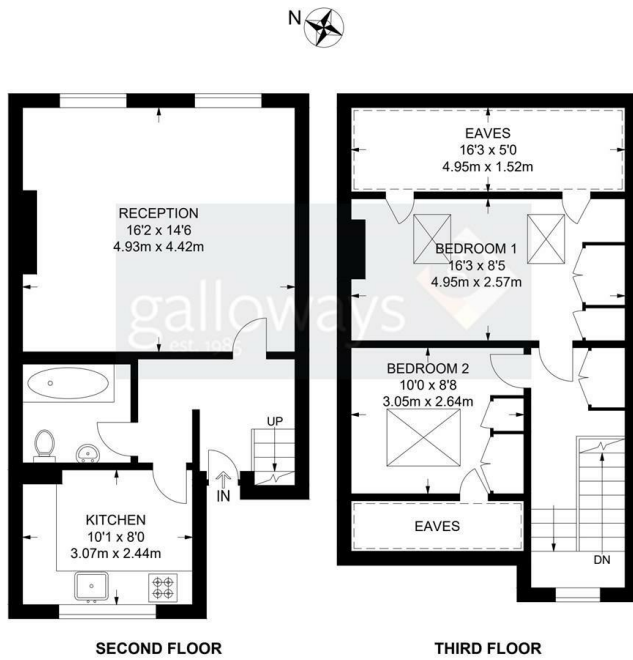 N
RECEPTION
16'2 x 14'6
4.93m x 4.42m
UP
IN
KITCHEN
10'1 x 8'0
3.07m x 2.44m
SECOND FLOOR
EAVES
16'3 x 5'0
4.95m x 1.52m
BEDROOM 1
16'3 x 8'5
4.95m x 2.57m
BEDROOM 2
10'0 x 8'8
3.05m x 2.64m
EAVES
DN
THIRD FLOOR
galloways
est. 1985